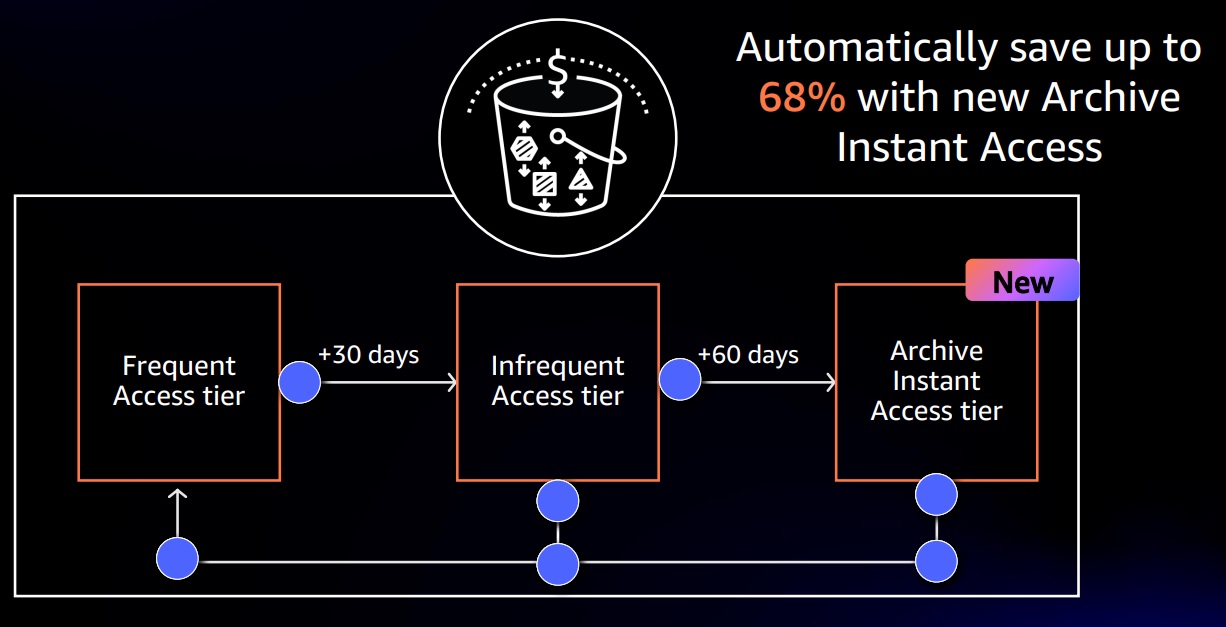 Automatically save up to
68% with new Archive
Instant Access
$
New
Frequent
Access tier
+30 days
Infrequent
Access tier
+60 days
Archive
Instant
Access tier